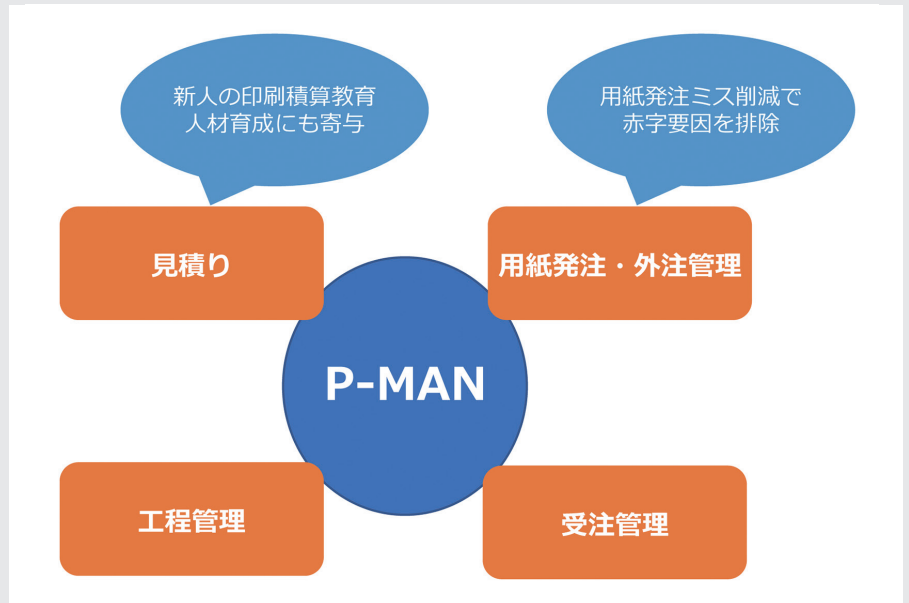 新人の印刷積算教育
人材育成にも寄与
用紙発注ミス削減で
赤字要因を排除
見積り
用紙発注・外注管理
P-MAN
工程管理
受注管理